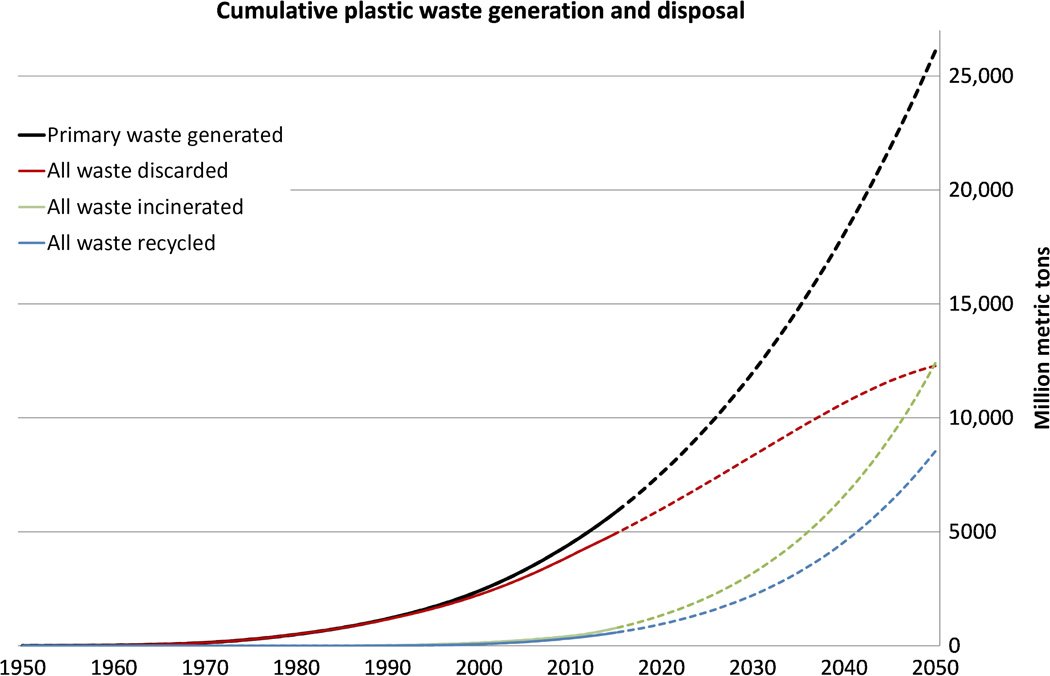 Cumulative plastic waste generation and disposal
25,000
Primary waste generated
All waste discarded
20,000
All waste incinerated
All waste recycled
15,000
Million metric tons
10,000
5000
0
1950 1960 1970 1980 1990 2000 2010 2020 2030 2040 2050